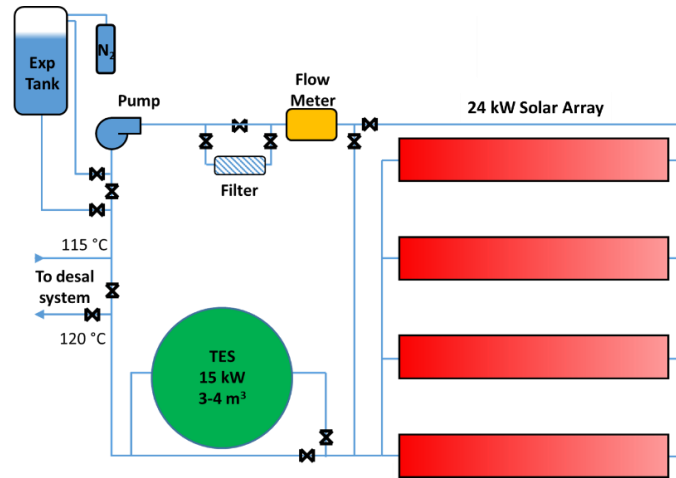 N₂
Exp
Tank
Pump
Flow
Meter
24 kW Solar Array
Filter
115 °C
To desal
system
120 °C
TES
15 kW
3-4 m³